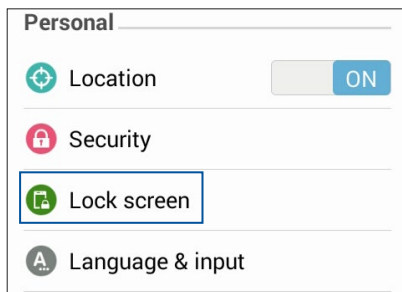 Personal
Location ON
Security
Lock screen
A... Language & input